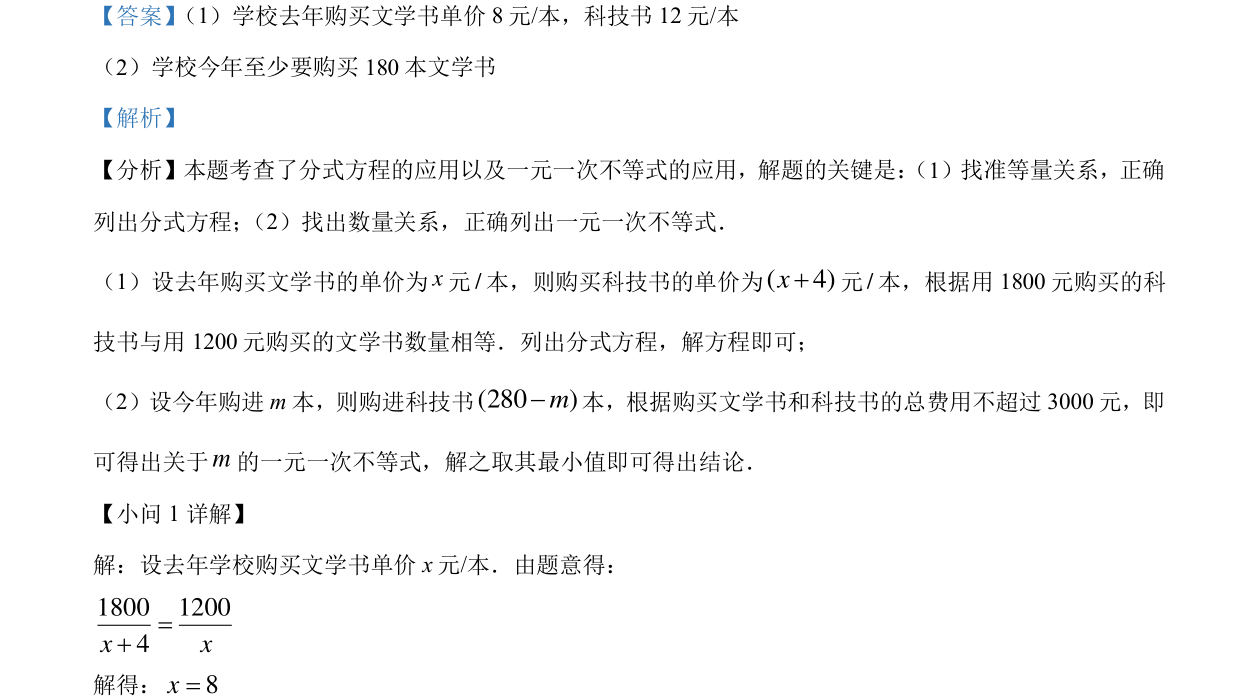 【答案】（1）学校去年购买文学书单价 8 元/本，科技书 12 元/本
（2）学校今年至少要购买 180 本文学书
【解析】
【分析】本题考查了分式方程的应用以及一元一次不等式的应用，解题的关键是：（1）找准等量关系，正确
列出分式方程；（2）找出数量关系，正确列出一元一次不等式．
（1）设去年购买文学书的单价为 x 元 / 本，则购买科技书的单价为 (x+4) 元 / 本，根据用 1800 元购买的科
技书与用 1200 元购买的文学书数量相等．列出分式方程，解方程即可；
（2）设今年购进 m 本，则购进科技书 (280−m) 本，根据购买文学书和科技书的总费用不超过 3000 元，即
可得出关于 m 的一元一次不等式，解之取其最小值即可得出结论．
【小问 1 详解】
解：设去年学校购买文学书单价 x 元/本．由题意得：
1800/(x+4) = 1200/x
解得： x = 8